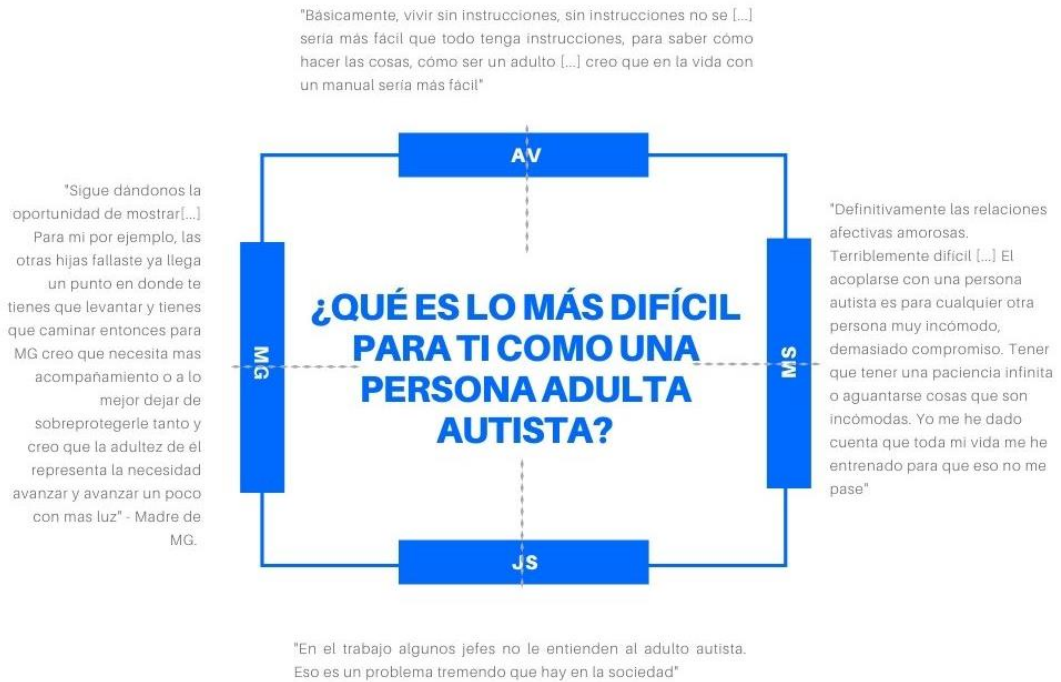 "Básicamente, vivir sin instrucciones, sin instrucciones no se [...]
sería más fácil que todo tenga instrucciones, para saber cómo
hacer las cosas, cómo ser un adulto [...] creo que en la vida con
un manual sería más fácil"
AV
"Sigue dándonos la
oportunidad de mostrar[...]
Para mi por ejemplo, las
otras hijas fallaste ya llega
un punto en donde te
tienes que levantar y tienes
que caminar entonces para
MG creo que necesita mas
acompañamiento o a lo
mejor dejar de
sobreprotegerle tanto y
creo que la adultez de él
representa la necesidad
avanzar y avanzar un poco
con mas luz" - Madre de
MG.
MG
¿QUÉ ES LO MÁS DIFÍCIL
PARA TI COMO UNA
PERSONA ADULTA
AUTISTA?
MS
"Definitivamente las relaciones
afectivas amorosas.
Terriblemente difícil [...] El
acoplarse con una persona
autista es para cualquier otra
persona muy incómodo,
demasiado compromiso. Tener
que tener una paciencia infinita
o aguantarse cosas que son
incómodas. Yo me he dado
cuenta que toda mi vida me he
entrenado para que eso no me
pase"
JS
"En el trabajo algunos jefes no le entienden al adulto autista.
Eso es un problema tremendo que hay en la sociedad"